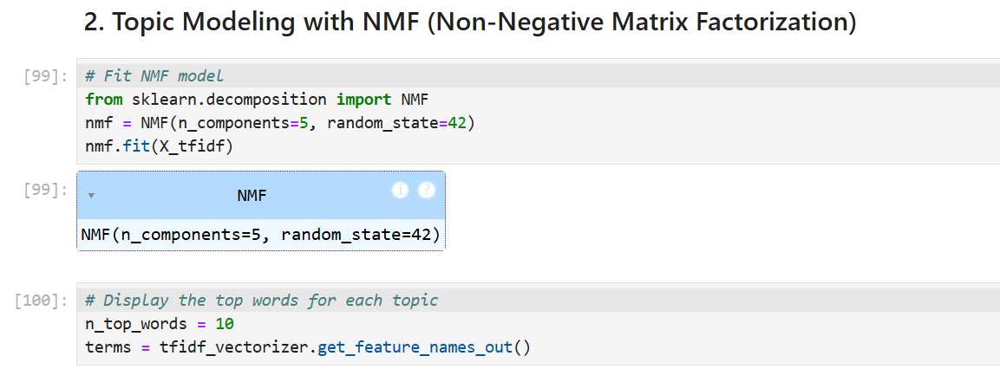 2. Topic Modeling with NMF (Non-Negative Matrix Factorization)
[99]:
# Fit NMF model
from sklearn.decomposition import NMF
nmf = NMF(n_components=5, random_state=42)
nmf.fit(X_tfidf)
[99]:
▾ NMF i ?
NMF(n_components=5, random_state=42)
[100]:
# Display the top words for each topic
n_top_words = 10
terms = tfidf_vectorizer.get_feature_names_out()